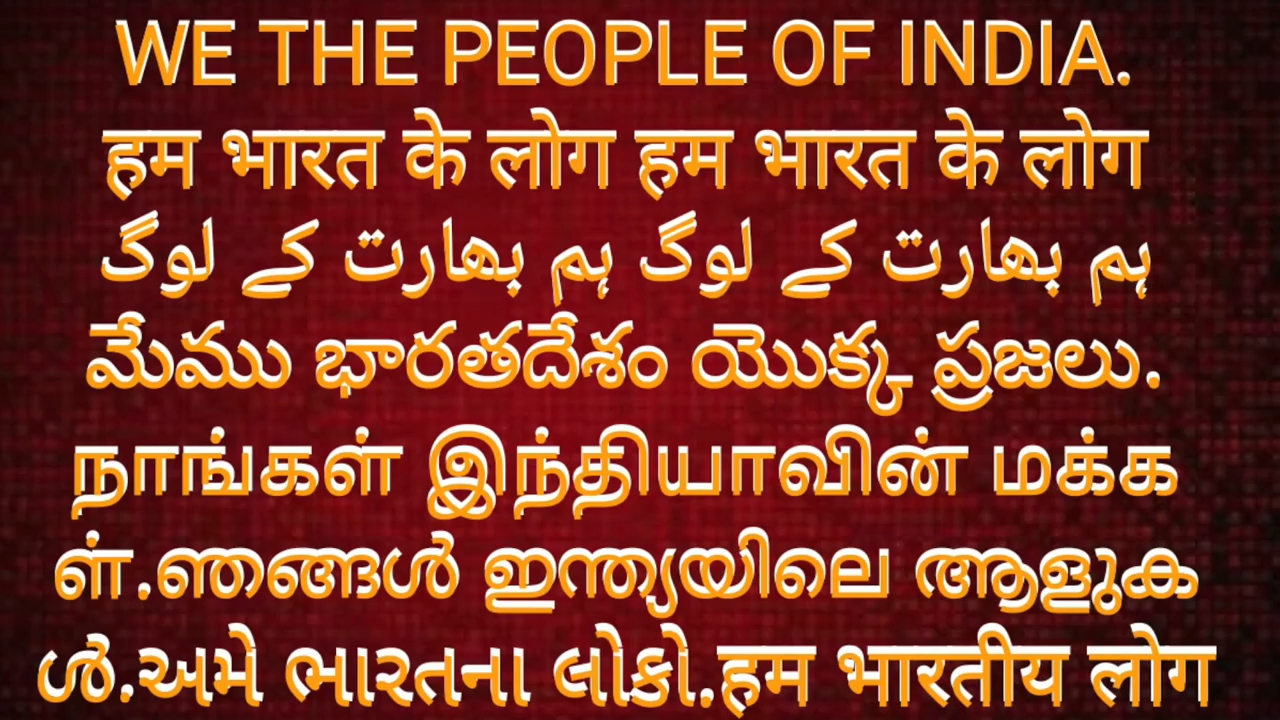 WE THE PEOPLE OF INDIA.
हम भारत के लोग हम भारत के लोग
ہم بھارت کے لوگ ہم بھارت کے لوگ
మేము భారతదేశం యొక్క ప్రజలు.
நாங்கள் இந்தியாவின் மக்க
ள்.ഞങ്ങൾ ഇന്ത്യയിലെ ആളുക
ൾ.અમે ભારતના લોકો.હમ भारतीय लोग